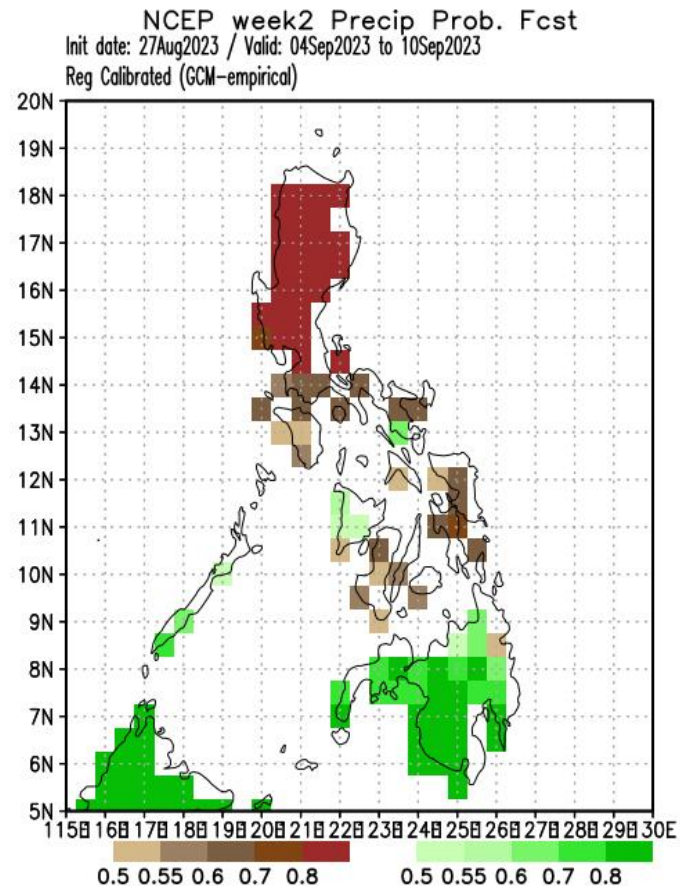 NCEP week2 Precip Prob. Fcst
Init date: 27Aug2023 / Valid: 04Sep2023 to 10Sep2023
Reg Calibrated (GCM-empirical)
20N
19N
18N
17N
16N
15N
14N
13N
12N
11N
10N
9N
8N
7N
6N
5N
115E 116E 117E 118E 119E 120E 121E 122E 123E 124E 125E 126E 127E 128E 129E 130E
0.5 0.55 0.6 0.7 0.8 0.5 0.55 0.6 0.7 0.8